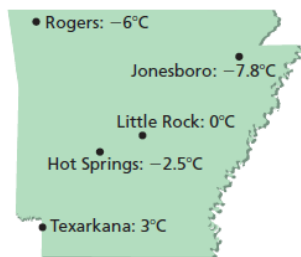 Rogers: −6°C
Jonesboro: −7.8°C
Little Rock: 0°C
Hot Springs: −2.5°C
Texarkana: 3°C